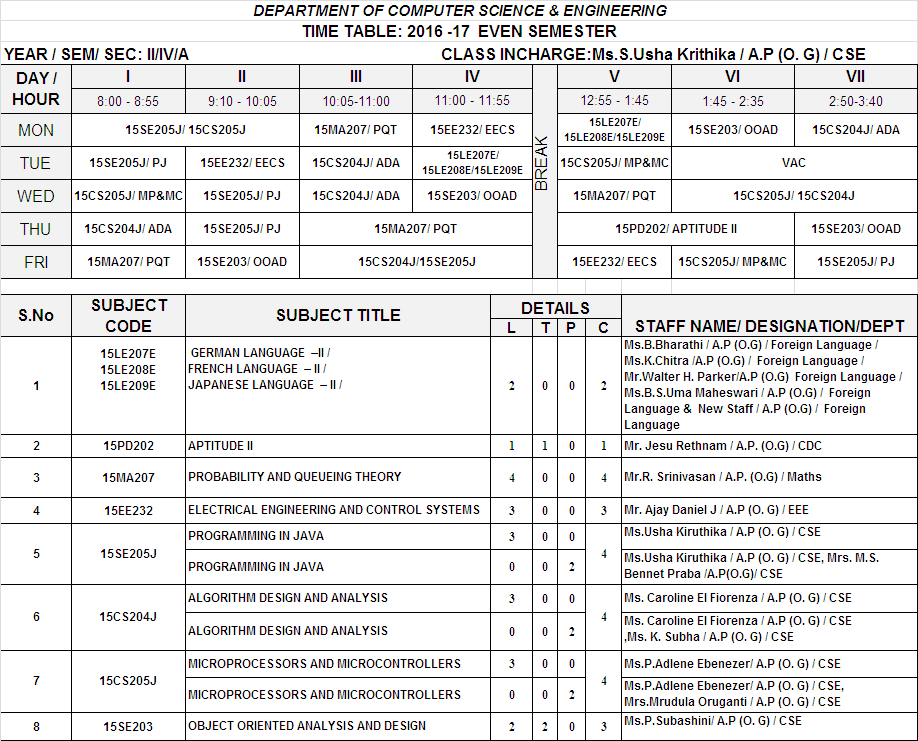 DEPARTMENT OF COMPUTER SCIENCE & ENGINEERING
TIME TABLE: 2016 -17 EVEN SEMESTER
YEAR / SEM/ SEC: II/IV/A CLASS INCHARGE:Ms.S.Usha Krithika / A.P (O. G) / CSE
DAY / HOUR I II III IV BREAK V VI VII
8:00 - 8:55 9:10 - 10:05 10:05-11:00 11:00 - 11:55 12:55 - 1:45 1:45 - 2:35 2:50-3:40
MON 15SE205J/ 15CS205J 15MA207/ PQT 15EE232/ EECS 15LE207E/ 15LE208E/15LE209E 15SE203/ OOAD 15CS204J/ ADA
TUE 15SE205J/ PJ 15EE232/ EECS 15CS204J/ ADA 15LE207E/ 15LE208E/15LE209E 15CS205J/ MP&MC VAC
WED 15CS205J/ MP&MC 15SE205J/ PJ 15CS204J/ ADA 15SE203/ OOAD 15MA207/ PQT 15CS205J/ 15CS204J
THU 15CS204J/ ADA 15SE205J/ PJ 15MA207/ PQT 15PD202/ APTITUDE II 15SE203/ OOAD
FRI 15MA207/ PQT 15SE203/ OOAD 15CS204J/15SE205J 15EE232/ EECS 15CS205J/ MP&MC 15SE205J/ PJ
S.No SUBJECT CODE SUBJECT TITLE DETAILS STAFF NAME/ DESIGNATION/DEPT
L T P C
1 15LE207E GERMAN LANGUAGE –II / 2 0 0 2 Ms.B.Bharathi / A.P (O.G) / Foreign Language /
15LE208E FRENCH LANGUAGE – II / Ms.K.Chitra /A.P (O.G) / Foreign Language /
15LE209E JAPANESE LANGUAGE – II / Mr.Walter H. Parker/A.P (O.G) Foreign Language /
Ms.B.S.Uma Maheswari / A.P (O.G) / Foreign
Language & New Staff / A.P (O.G) / Foreign
Language
2 15PD202 APTITUDE II 1 1 0 1 Mr. Jesu Rethnam / A.P. (O.G) / CDC
3 15MA207 PROBABILITY AND QUEUEING THEORY 4 0 0 4 Mr.R. Srinivasan / A.P. (O.G) / Maths
4 15EE232 ELECTRICAL ENGINEERING AND CONTROL SYSTEMS 3 0 0 3 Mr. Ajay Daniel J / A.P (O. G) / EEE
5 15SE205J PROGRAMMING IN JAVA 3 0 0 4 Ms.Usha Kiruthika / A.P (O. G) / CSE
PROGRAMMING IN JAVA 0 0 2 Ms.Usha Kiruthika / A.P (O. G) / CSE, Mrs. M.S.
Bennet Praba /A.P(O.G)/ CSE
6 15CS204J ALGORITHM DESIGN AND ANALYSIS 3 0 0 4 Ms. Caroline El Fiorenza / A.P (O. G) / CSE
ALGORITHM DESIGN AND ANALYSIS 0 0 2 Ms. Caroline El Fiorenza / A.P (O. G) / CSE
,Ms. K. Subha / A.P (O. G) / CSE
7 15CS205J MICROPROCESSORS AND MICROCONTROLLERS 3 0 0 4 Ms.P.Adlene Ebenezer/ A.P (O. G) / CSE
MICROPROCESSORS AND MICROCONTROLLERS 0 0 2 Ms.P.Adlene Ebenezer/ A.P (O. G) / CSE,
Mrs.Mrudula Oruganti / A.P (O. G) / CSE
8 15SE203 OBJECT ORIENTED ANALYSIS AND DESIGN 2 2 0 3 Ms.P.Subashini/ A.P (O. G) / CSE